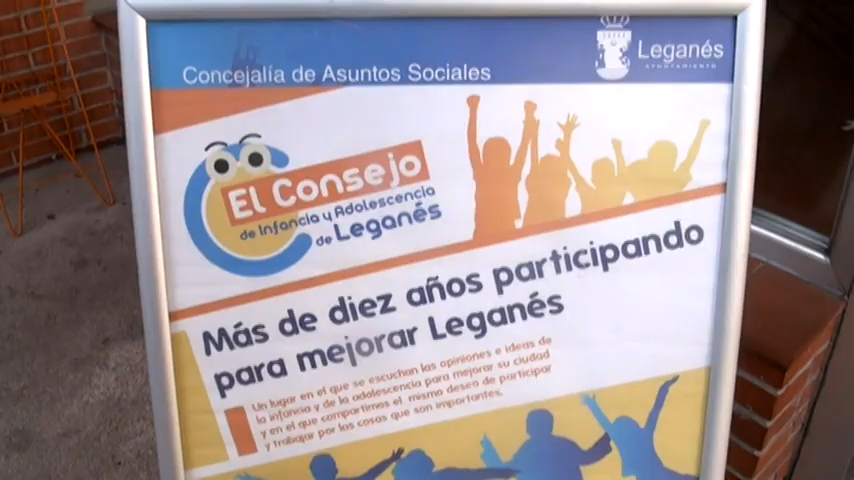 Concejalía de Asuntos Sociales
Leganés
AYUNTAMIENTO
El Consejo
de Infancia y Adolescencia
de Leganés
Más de diez años participando
para mejorar Leganés
Un lugar en el que se escuchan las opiniones e ideas de
la infancia y de la adolescencia para mejorar su ciudad
y en el que compartimos el mismo deseo de participar
y trabajar por las cosas que son importantes.